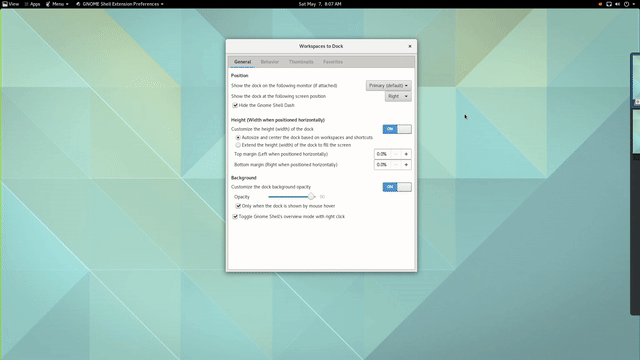 View Apps Menu GNOME Shell Extension Preferences Sat May 7, 8:07 AM
Workspaces to Dock
General Behavior Thumbnails Favorites
Position
Show the dock on the following monitor (if attached) Primary (default)
Show the dock at the following screen position Right
Hide the Gnome Shell Dash
Height (Width when positioned horizontally)
Customize the height (width) of the dock ON
Autosize and center the dock based on workspaces and shortcuts
Extend the height (width) of the dock to fill the screen
Top margin (Left when positioned horizontally) 0.0% - +
Bottom margin (Right when positioned horizontally) 0.0% - +
Background
Customize the dock background opacity ON
Opacity
Only when the dock is shown by mouse hover
Toggle Gnome Shell's overview mode with right click